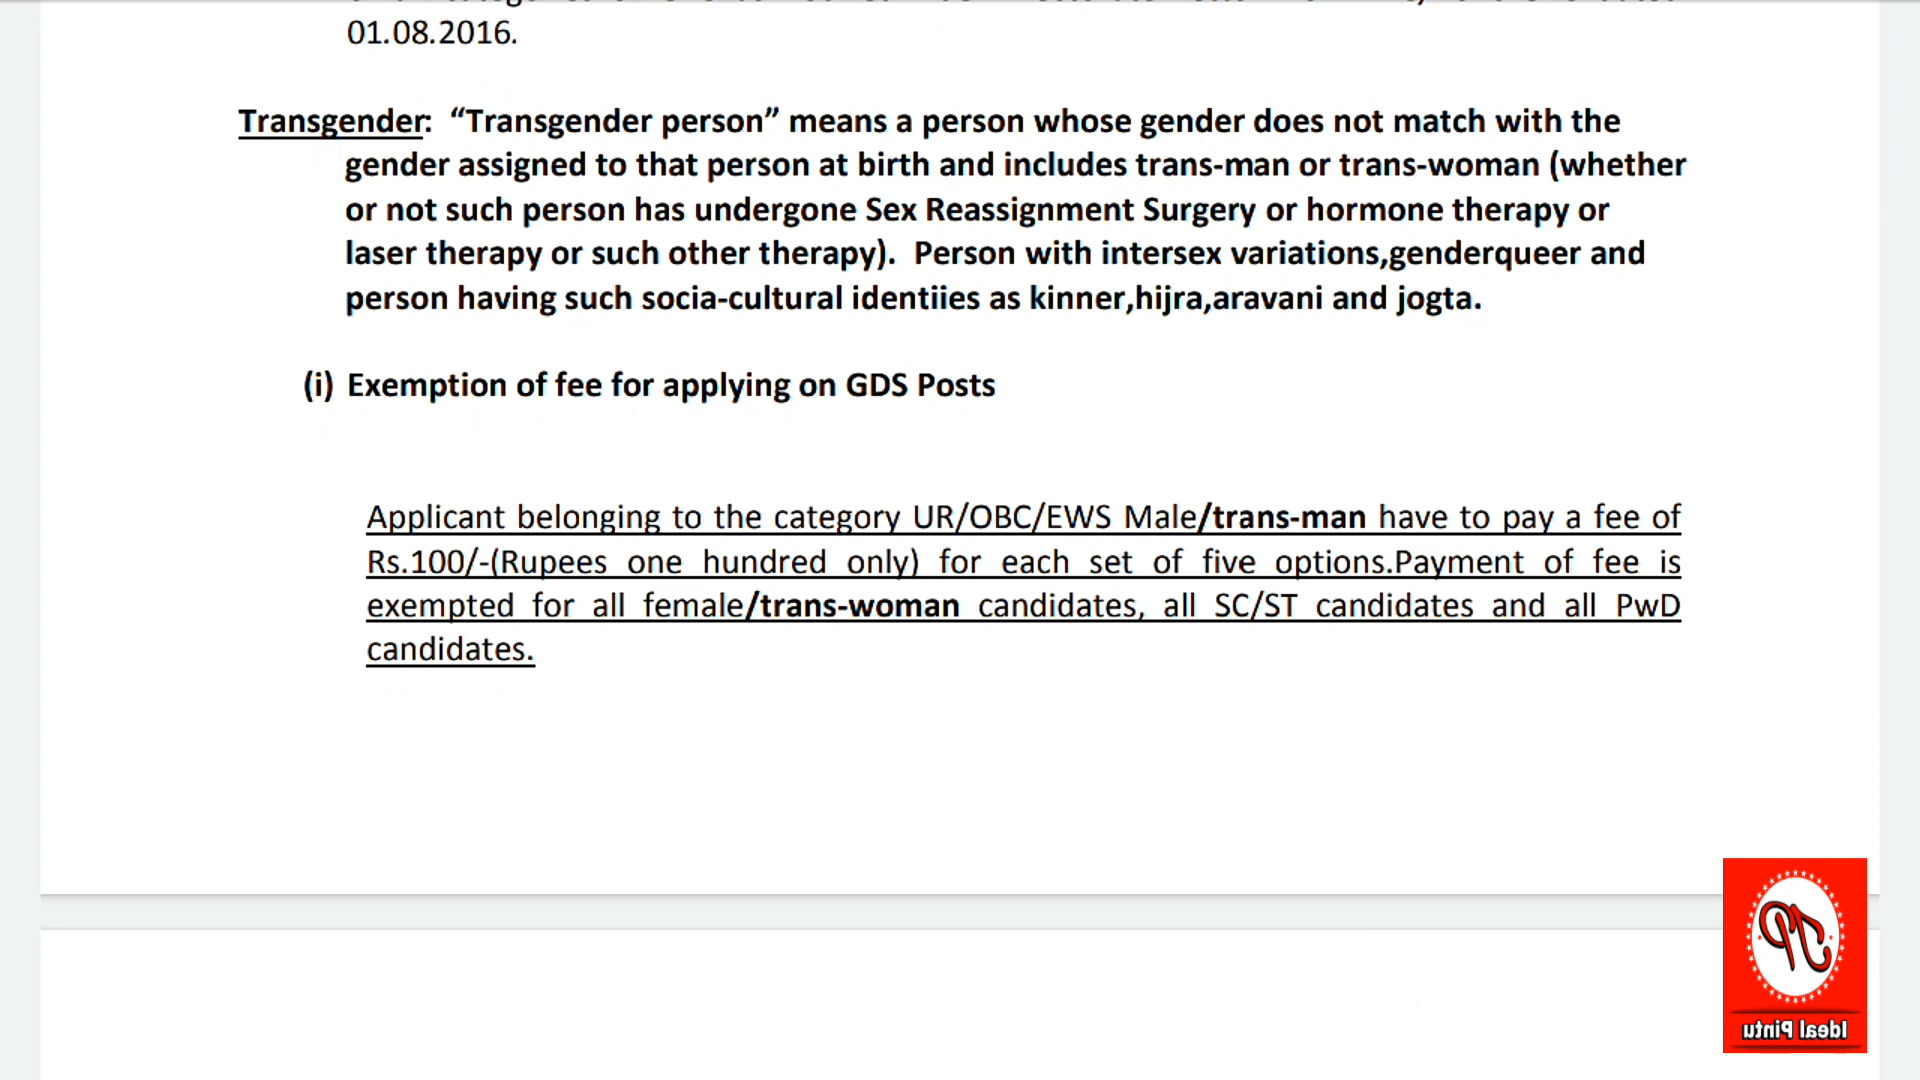 01.08.2016.
Transgender: “Transgender person” means a person whose gender does not match with the
gender assigned to that person at birth and includes trans-man or trans-woman (whether
or not such person has undergone Sex Reassignment Surgery or hormone therapy or
laser therapy or such other therapy). Person with intersex variations,genderqueer and
person having such socia-cultural identiies as kinner,hijra,aravani and jogta.
(i) Exemption of fee for applying on GDS Posts
Applicant belonging to the category UR/OBC/EWS Male/trans-man have to pay a fee of
Rs.100/-(Rupees one hundred only) for each set of five options.Payment of fee is
exempted for all female/trans-woman candidates, all SC/ST candidates and all PwD
candidates.
Ideal Pintu